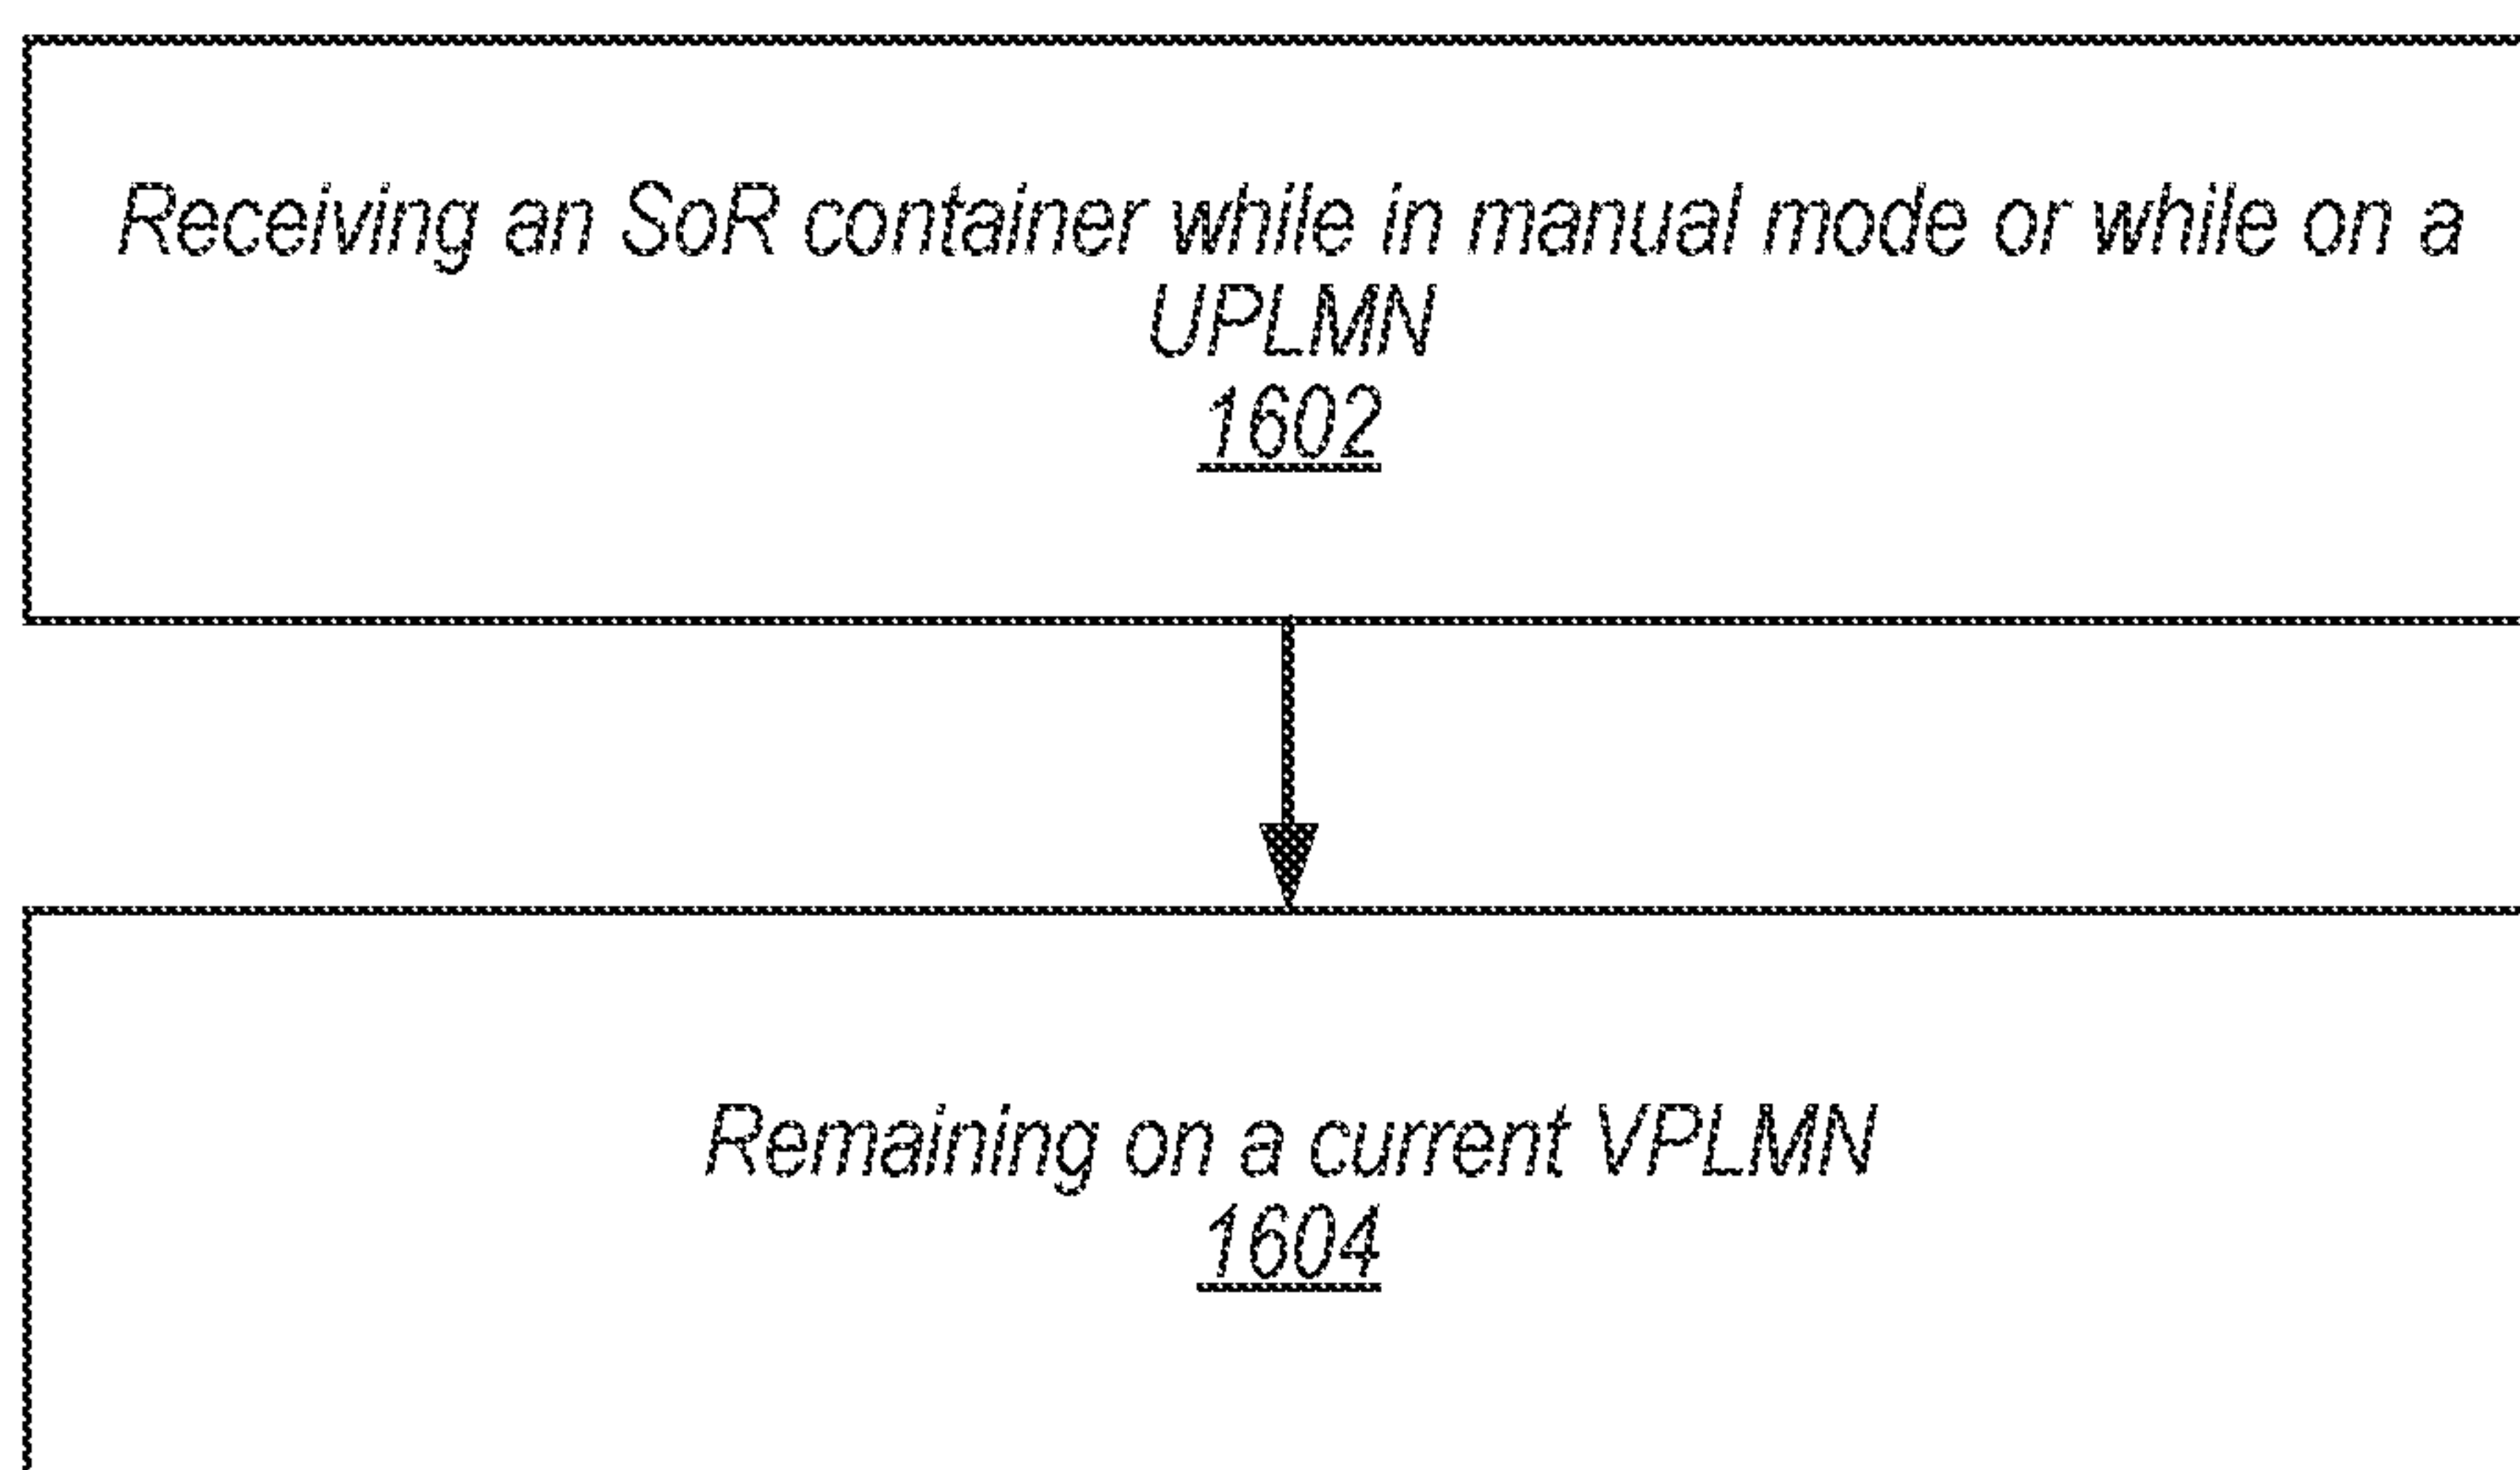 Receiving an SoR container while in manual mode or while on a
UPLMN
1602
Remaining on a current VPLMN
1604